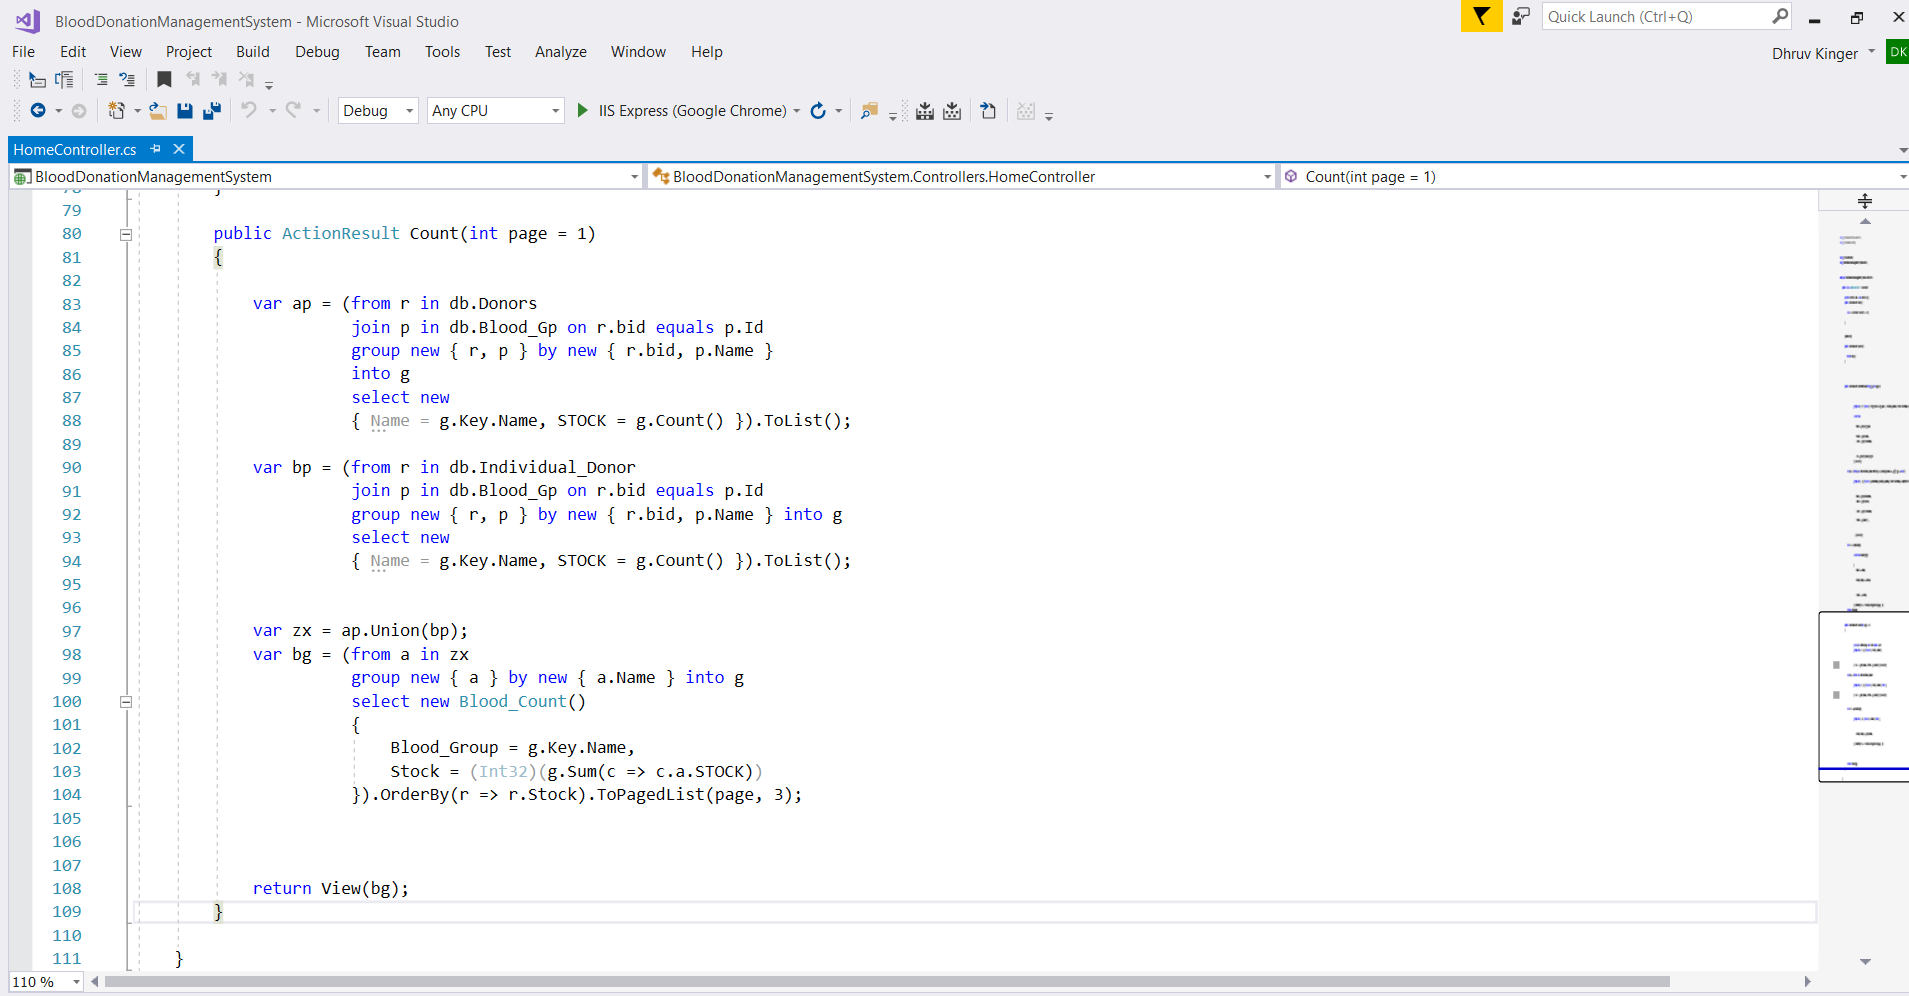 BloodDonationManagementSystem - Microsoft Visual Studio
Quick Launch (Ctrl+Q)
File Edit View Project Build Debug Team Tools Test Analyze Window Help
Dhruv Kinger DK
Debug Any CPU IIS Express (Google Chrome)
HomeController.cs
BloodDonationManagementSystem BloodDonationManagementSystem.Controllers.HomeController Count(int page = 1)
79
80 public ActionResult Count(int page = 1)
81 {
82
83 var ap = (from r in db.Donors
84 join p in db.Blood_Gp on r.bid equals p.Id
85 group new { r, p } by new { r.bid, p.Name }
86 into g
87 select new
88 { Name = g.Key.Name, STOCK = g.Count() }).ToList();
89
90 var bp = (from r in db.Individual_Donor
91 join p in db.Blood_Gp on r.bid equals p.Id
92 group new { r, p } by new { r.bid, p.Name } into g
93 select new
94 { Name = g.Key.Name, STOCK = g.Count() }).ToList();
95
96
97 var zx = ap.Union(bp);
98 var bg = (from a in zx
99 group new { a } by new { a.Name } into g
100 select new Blood_Count()
101 {
102 Blood_Group = g.Key.Name,
103 Stock = (Int32)(g.Sum(c => c.a.STOCK))
104 }).OrderBy(r => r.Stock).ToPagedList(page, 3);
105
106
107
108 return View(bg);
109 }
110
111 }
110 %